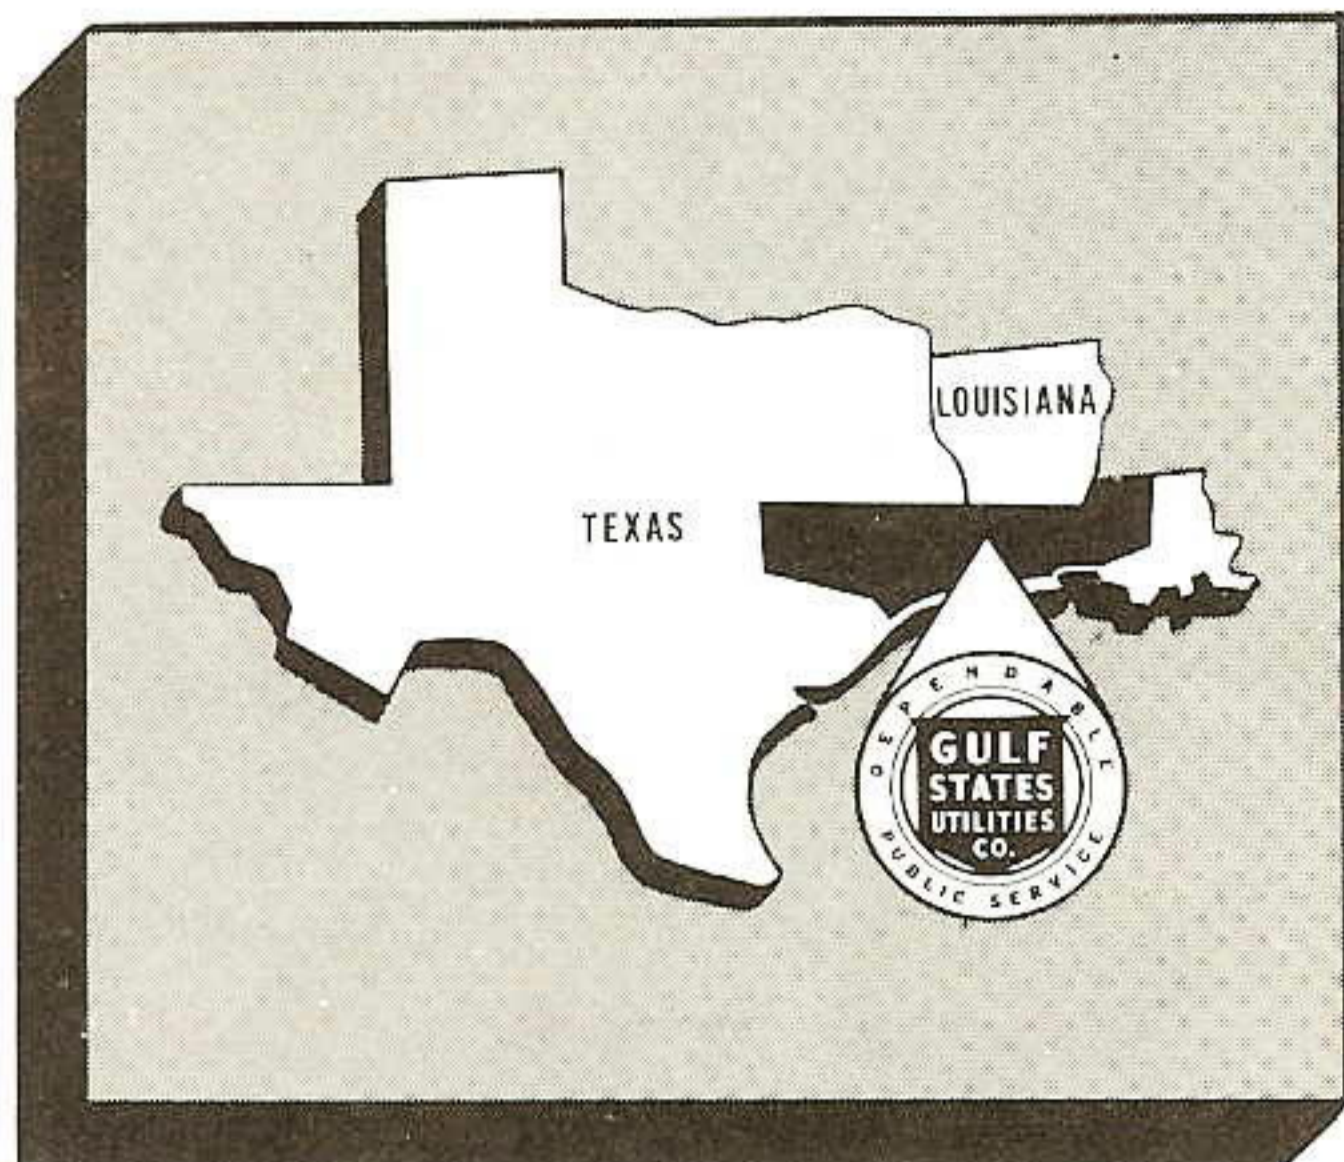 LOUISIANA
TEXAS
DEPENDABLE
GULF
STATES
UTILITIES
CO.
PUBLIC SERVICE